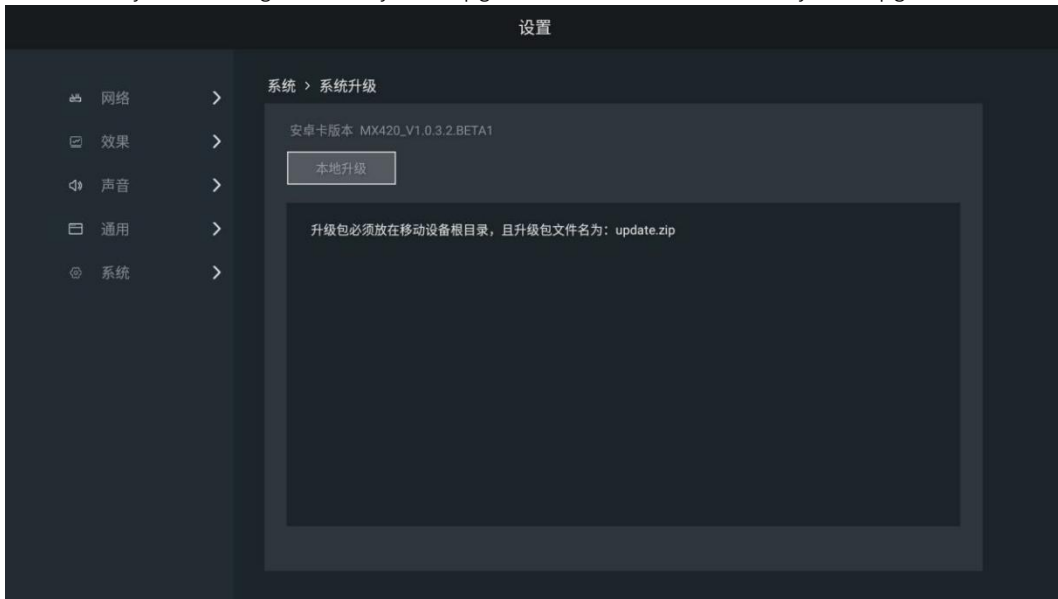 设置
网络
效果
声音
通用
系统
系统 > 系统升级
安卓卡版本 MX420_V1.0.3.2.BETA1
本地升级
升级包必须放在移动设备根目录，且升级包文件名为：update.zip